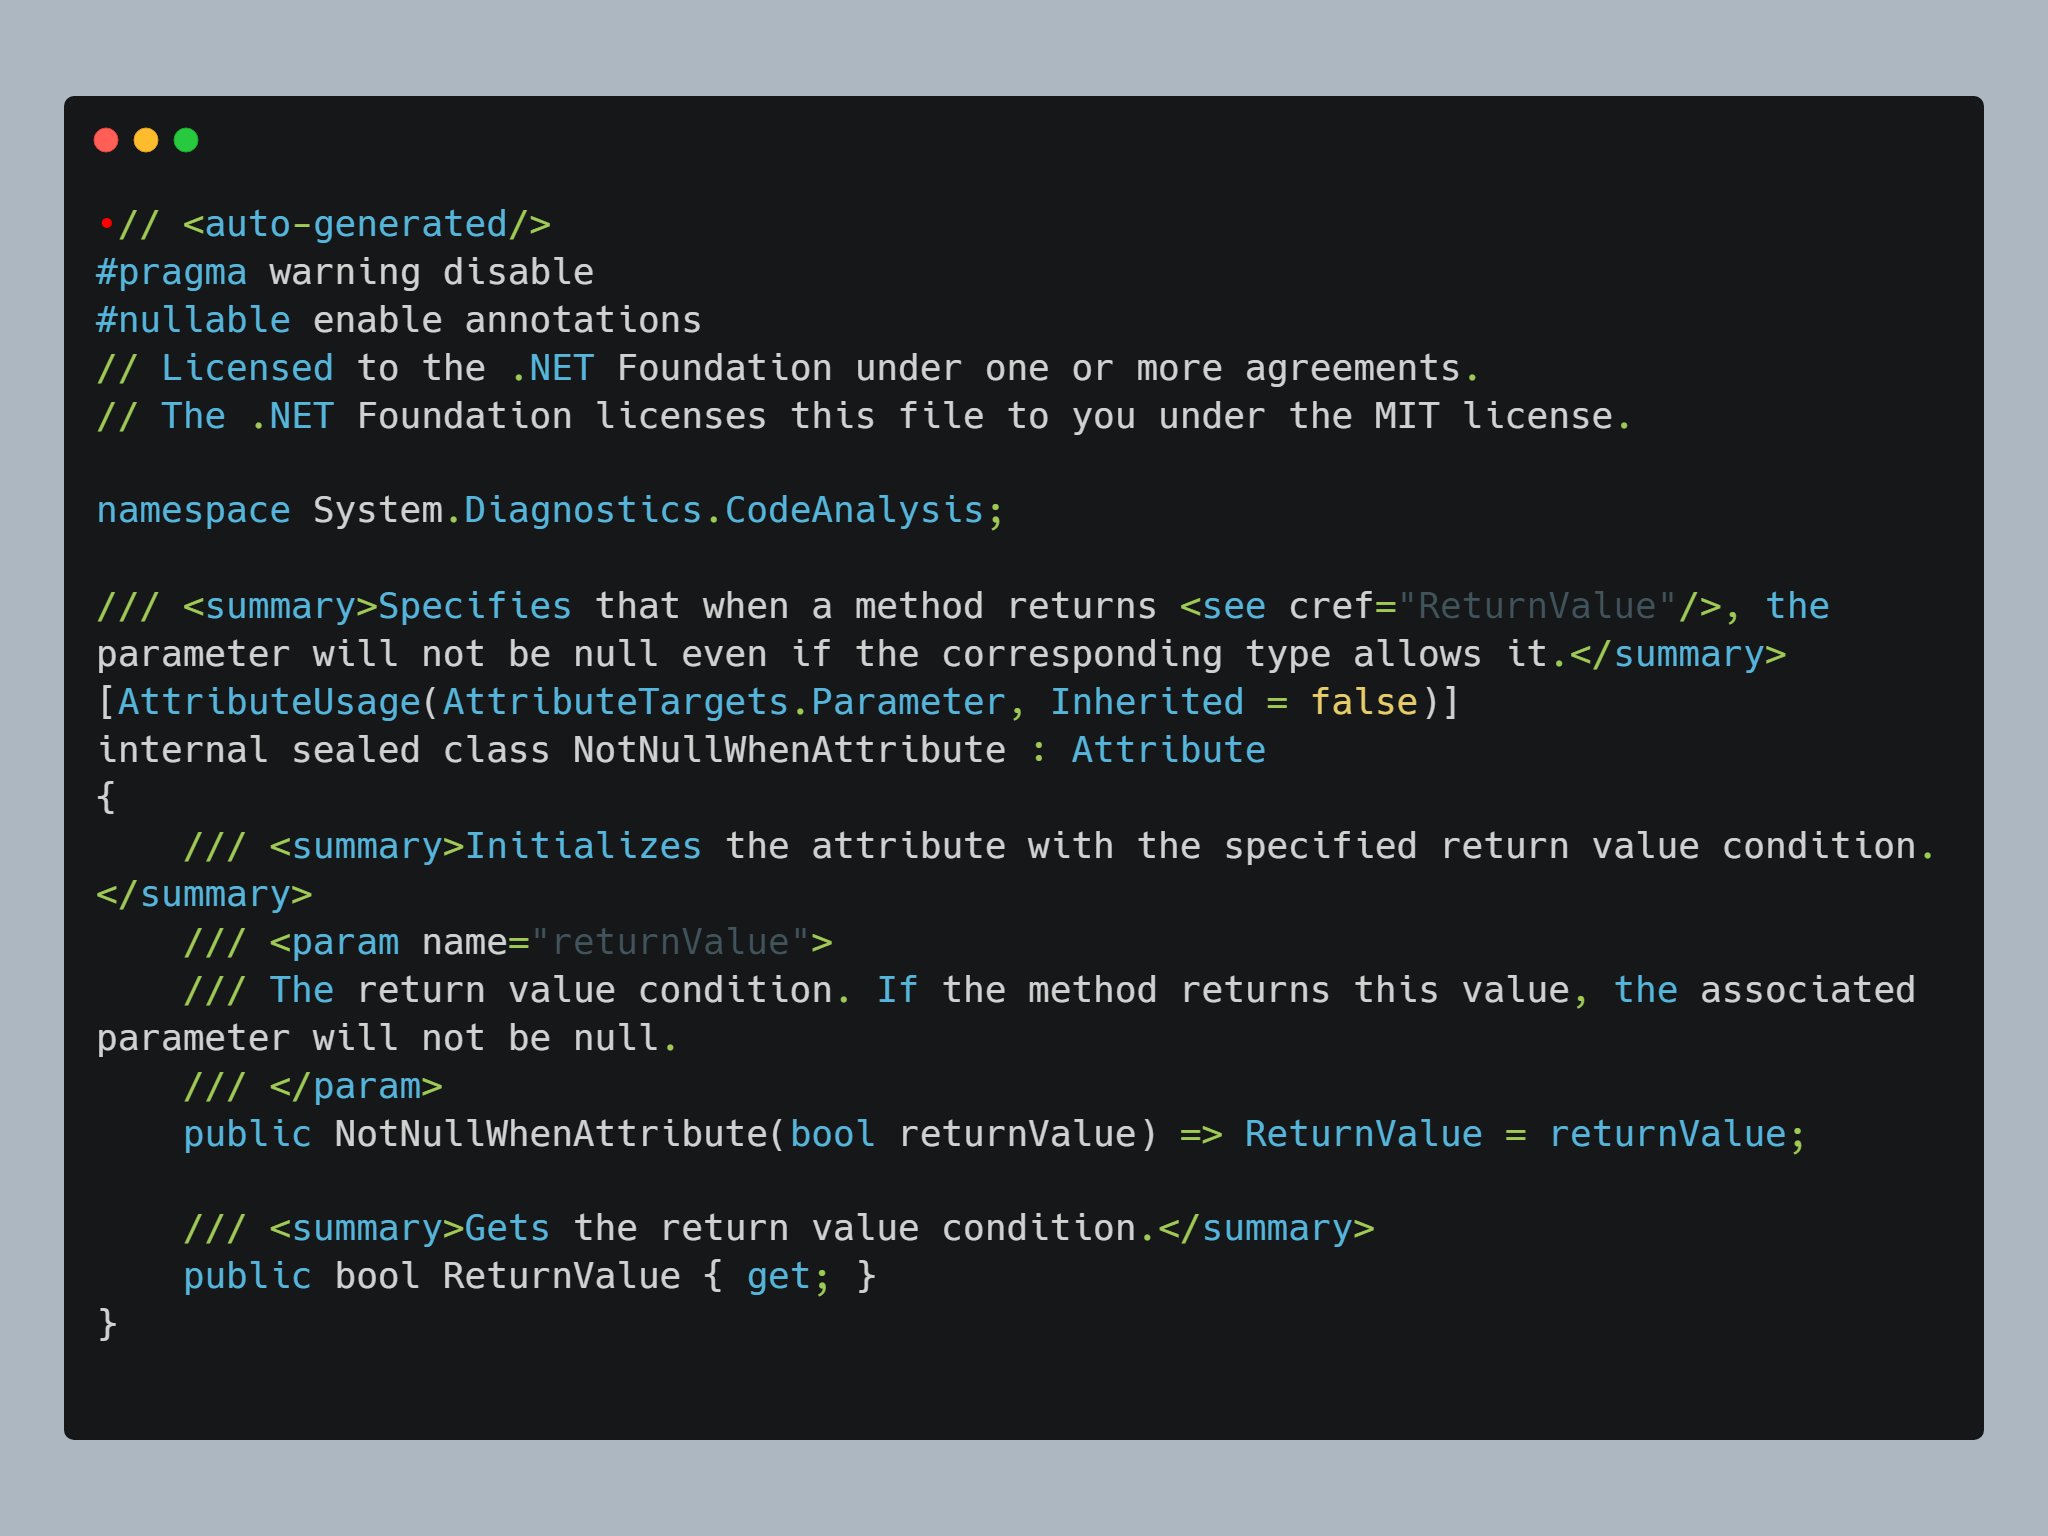 •// <auto-generated/>
#pragma warning disable
#nullable enable annotations
// Licensed to the .NET Foundation under one or more agreements.
// The .NET Foundation licenses this file to you under the MIT license.

namespace System.Diagnostics.CodeAnalysis;

/// <summary>Specifies that when a method returns <see cref="ReturnValue"/>, the
parameter will not be null even if the corresponding type allows it.</summary>
[AttributeUsage(AttributeTargets.Parameter, Inherited = false)]
internal sealed class NotNullWhenAttribute : Attribute
{
    /// <summary>Initializes the attribute with the specified return value condition.
</summary>
    /// <param name="returnValue">
    /// The return value condition. If the method returns this value, the associated
parameter will not be null.
    /// </param>
    public NotNullWhenAttribute(bool returnValue) => ReturnValue = returnValue;

    /// <summary>Gets the return value condition.</summary>
    public bool ReturnValue { get; }
}